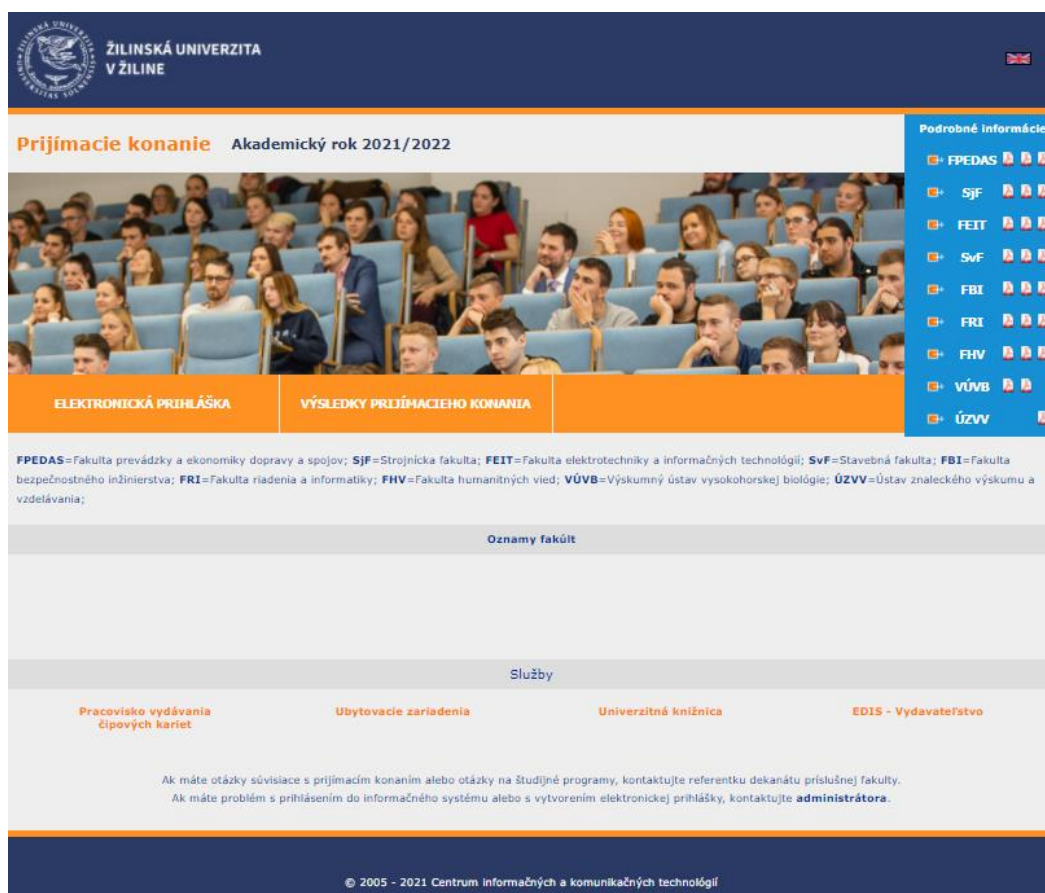 ŽILINSKÁ UNIVERZITA
V ŽILINE
Prijímacie konanie Akademický rok 2021/2022
Podrobné informácie
FPEDAS
SjF
FEIT
SvF
FBI
FRI
FHV
VÚVB
ÚZVV
ELEKTRONICKÁ PRIHLÁŠKA VÝSLEDKY PRIJÍMACIEHO KONANIA
FPEDAS=Fakulta prevádzky a ekonomiky dopravy a spojov; SjF=Strojnícka fakulta; FEIT=Fakulta elektrotechniky a informačných technológií; SvF=Stavebná fakulta; FBI=Fakulta
bezpečnostného inžinierstva; FRI=Fakulta riadenia a informatiky; FHV=Fakulta humanitných vied; VÚVB=Výskumný ústav vysokohorskej biológie; ÚZVV=Ústav znaleckého výskumu a
vzdelávania;
Oznamy fakúlt
Služby
Pracovisko vydávania
čipových kariet
Ubytovacie zariadenia
Univerzitná knižnica
EDIS - Vydavateľstvo
Ak máte otázky súvisiace s prijímacím konaním alebo otázky na študijné programy, kontaktujte referentku dekanátu príslušnej fakulty.
Ak máte problém s prihlásením do informačného systému alebo s vytvorením elektronickej prihlášky, kontaktujte administrátora.
© 2005 - 2021 Centrum informačných a komunikačných technológií